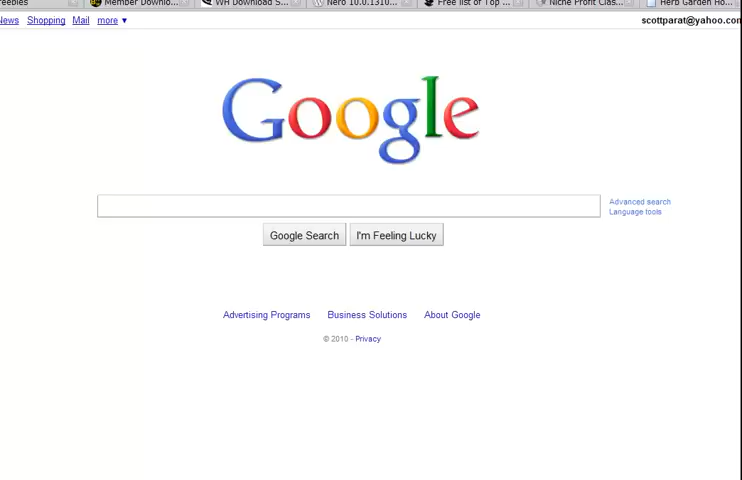 reebies Member Downlo... WH Download S... Nero 10.0.1310... Free list of Top ... Niche Profit Clas... Herb Garden Ho
News Shopping Mail more ▼ scottparat@yahoo.com
Google
Advanced search
Language tools
Google Search I'm Feeling Lucky
Advertising Programs Business Solutions About Google
© 2010 - Privacy